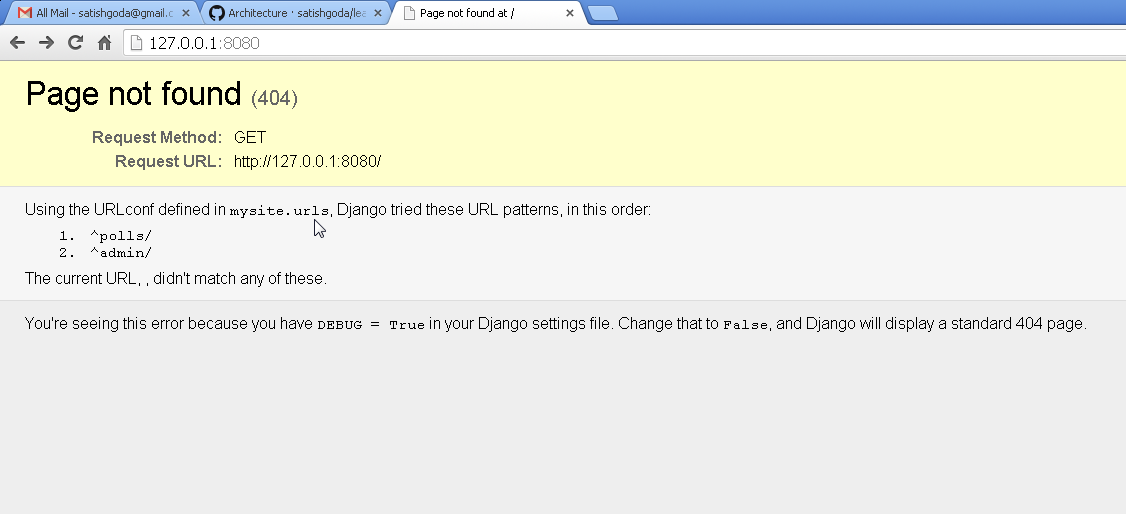 All Mail - satishgoda@gmail.c
Architecture · satishgoda/lea
Page not found at /
127.0.0.1:8080
Page not found (404)
Request Method: GET
Request URL: http://127.0.0.1:8080/
Using the URLconf defined in mysite.urls, Django tried these URL patterns, in this order:
1. ^polls/
2. ^admin/
The current URL, , didn't match any of these.
You're seeing this error because you have DEBUG = True in your Django settings file. Change that to False, and Django will display a standard 404 page.